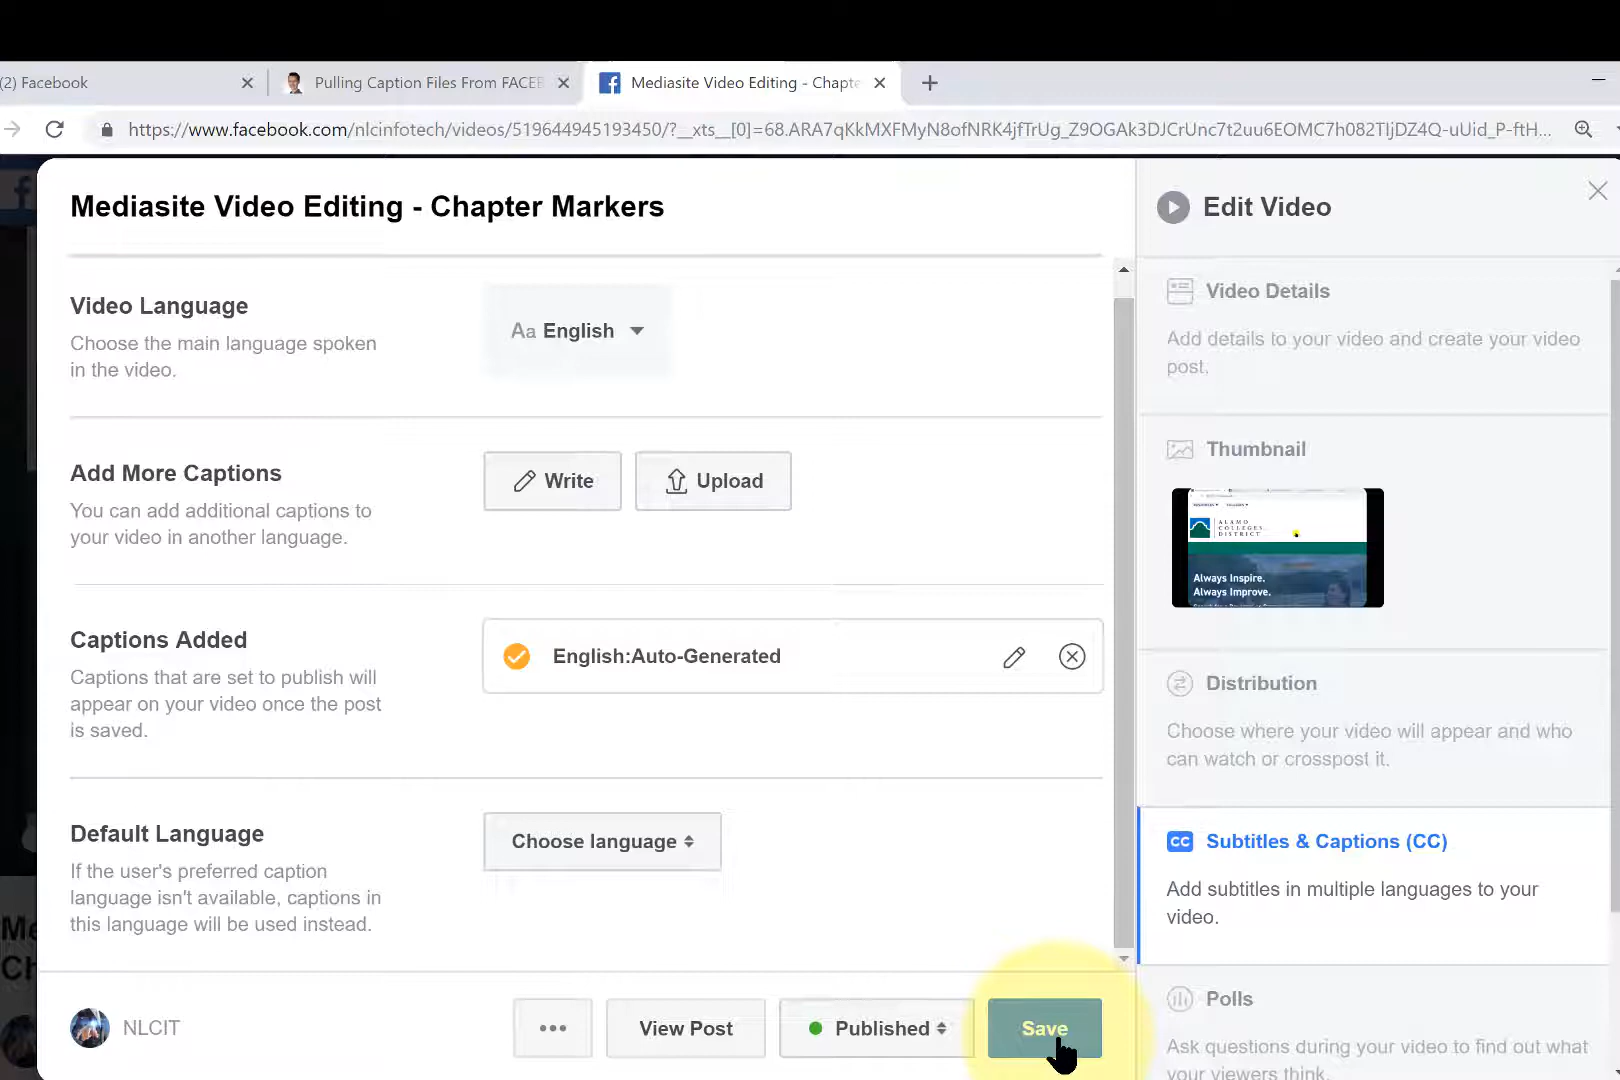 (2) Facebook
Pulling Caption Files From FACEB
Mediasite Video Editing - Chapte
https://www.facebook.com/nlcinfotech/videos/519644945193450/?__xts__[0]=68.ARA7qKkMXFMyN8ofNRK4jfTrUg_Z9OGAk3DJCrUnc7t2uu6EOMC7h082TljDZ4Q-uUid_P-ftH...
Mediasite Video Editing - Chapter Markers
Video Language
Choose the main language spoken
in the video.
Aa English
Add More Captions
You can add additional captions to
your video in another language.
Write
Upload
Captions Added
Captions that are set to publish will
appear on your video once the post
is saved.
English:Auto-Generated
Default Language
If the user's preferred caption
language isn't available, captions in
this language will be used instead.
Choose language
NLCIT
View Post
Published
Save
Edit Video
Video Details
Add details to your video and create your video
post.
Thumbnail
ALAMO
COLLEGES
DISTRICT
Always Inspire.
Always Improve.
Distribution
Choose where your video will appear and who
can watch or crosspost it.
CC Subtitles & Captions (CC)
Add subtitles in multiple languages to your
video.
Polls
Ask questions during your video to find out what
your viewers think.